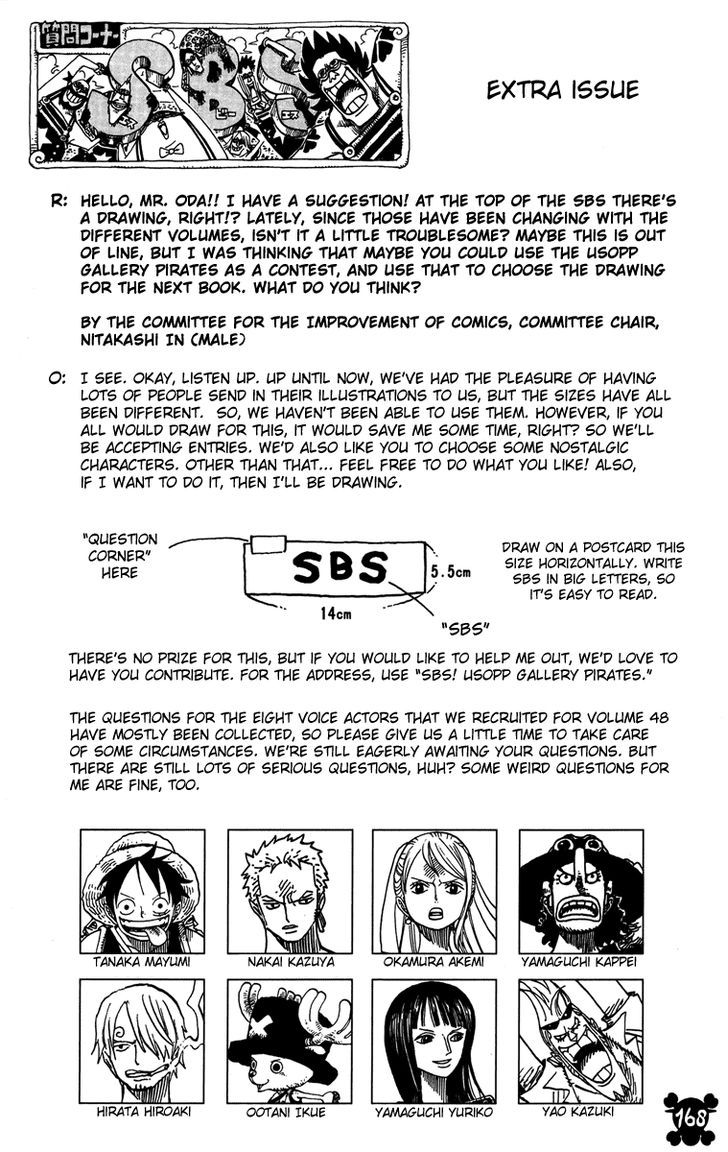 質問コーナー
SBS
EXTRA ISSUE
R: HELLO, MR. ODA!! I HAVE A SUGGESTION! AT THE TOP OF THE SBS THERE'S
A DRAWING, RIGHT!? LATELY, SINCE THOSE HAVE BEEN CHANGING WITH THE
DIFFERENT VOLUMES, ISN'T IT A LITTLE TROUBLESOME? MAYBE THIS IS OUT
OF LINE, BUT I WAS THINKING THAT MAYBE YOU COULD USE THE USOPP
GALLERY PIRATES AS A CONTEST, AND USE THAT TO CHOOSE THE DRAWING
FOR THE NEXT BOOK. WHAT DO YOU THINK?
BY THE COMMITTEE FOR THE IMPROVEMENT OF COMICS, COMMITTEE CHAIR,
NITAKASHI IN (MALE)
O: I SEE. OKAY, LISTEN UP. UP UNTIL NOW, WE'VE HAD THE PLEASURE OF HAVING
LOTS OF PEOPLE SEND IN THEIR ILLUSTRATIONS TO US, BUT THE SIZES HAVE ALL
BEEN DIFFERENT. SO, WE HAVEN'T BEEN ABLE TO USE THEM. HOWEVER, IF YOU
ALL WOULD DRAW FOR THIS, IT WOULD SAVE ME SOME TIME, RIGHT? SO WE'LL
BE ACCEPTING ENTRIES. WE'D ALSO LIKE YOU TO CHOOSE SOME NOSTALGIC
CHARACTERS. OTHER THAN THAT... FEEL FREE TO DO WHAT YOU LIKE! ALSO,
IF I WANT TO DO IT, THEN I'LL BE DRAWING.
"QUESTION
CORNER"
HERE
SBS
5.5cm
14cm
"SBS"
DRAW ON A POSTCARD THIS
SIZE HORIZONTALLY. WRITE
SBS IN BIG LETTERS, SO
IT'S EASY TO READ.
THERE'S NO PRIZE FOR THIS, BUT IF YOU WOULD LIKE TO HELP ME OUT, WE'D LOVE TO
HAVE YOU CONTRIBUTE. FOR THE ADDRESS, USE "SBS! USOPP GALLERY PIRATES."
THE QUESTIONS FOR THE EIGHT VOICE ACTORS THAT WE RECRUITED FOR VOLUME 48
HAVE MOSTLY BEEN COLLECTED, SO PLEASE GIVE US A LITTLE TIME TO TAKE CARE
OF SOME CIRCUMSTANCES. WE'RE STILL EAGERLY AWAITING YOUR QUESTIONS. BUT
THERE ARE STILL LOTS OF SERIOUS QUESTIONS, HUH? SOME WEIRD QUESTIONS FOR
ME ARE FINE, TOO.
TANAKA MAYUMI
NAKAI KAZUYA
OKAMURA AKEMI
YAMAGUCHI KAPPEI
HIRATA HIROAKI
OOTANI IKUE
YAMAGUCHI YURIKO
YAO KAZUKI
168